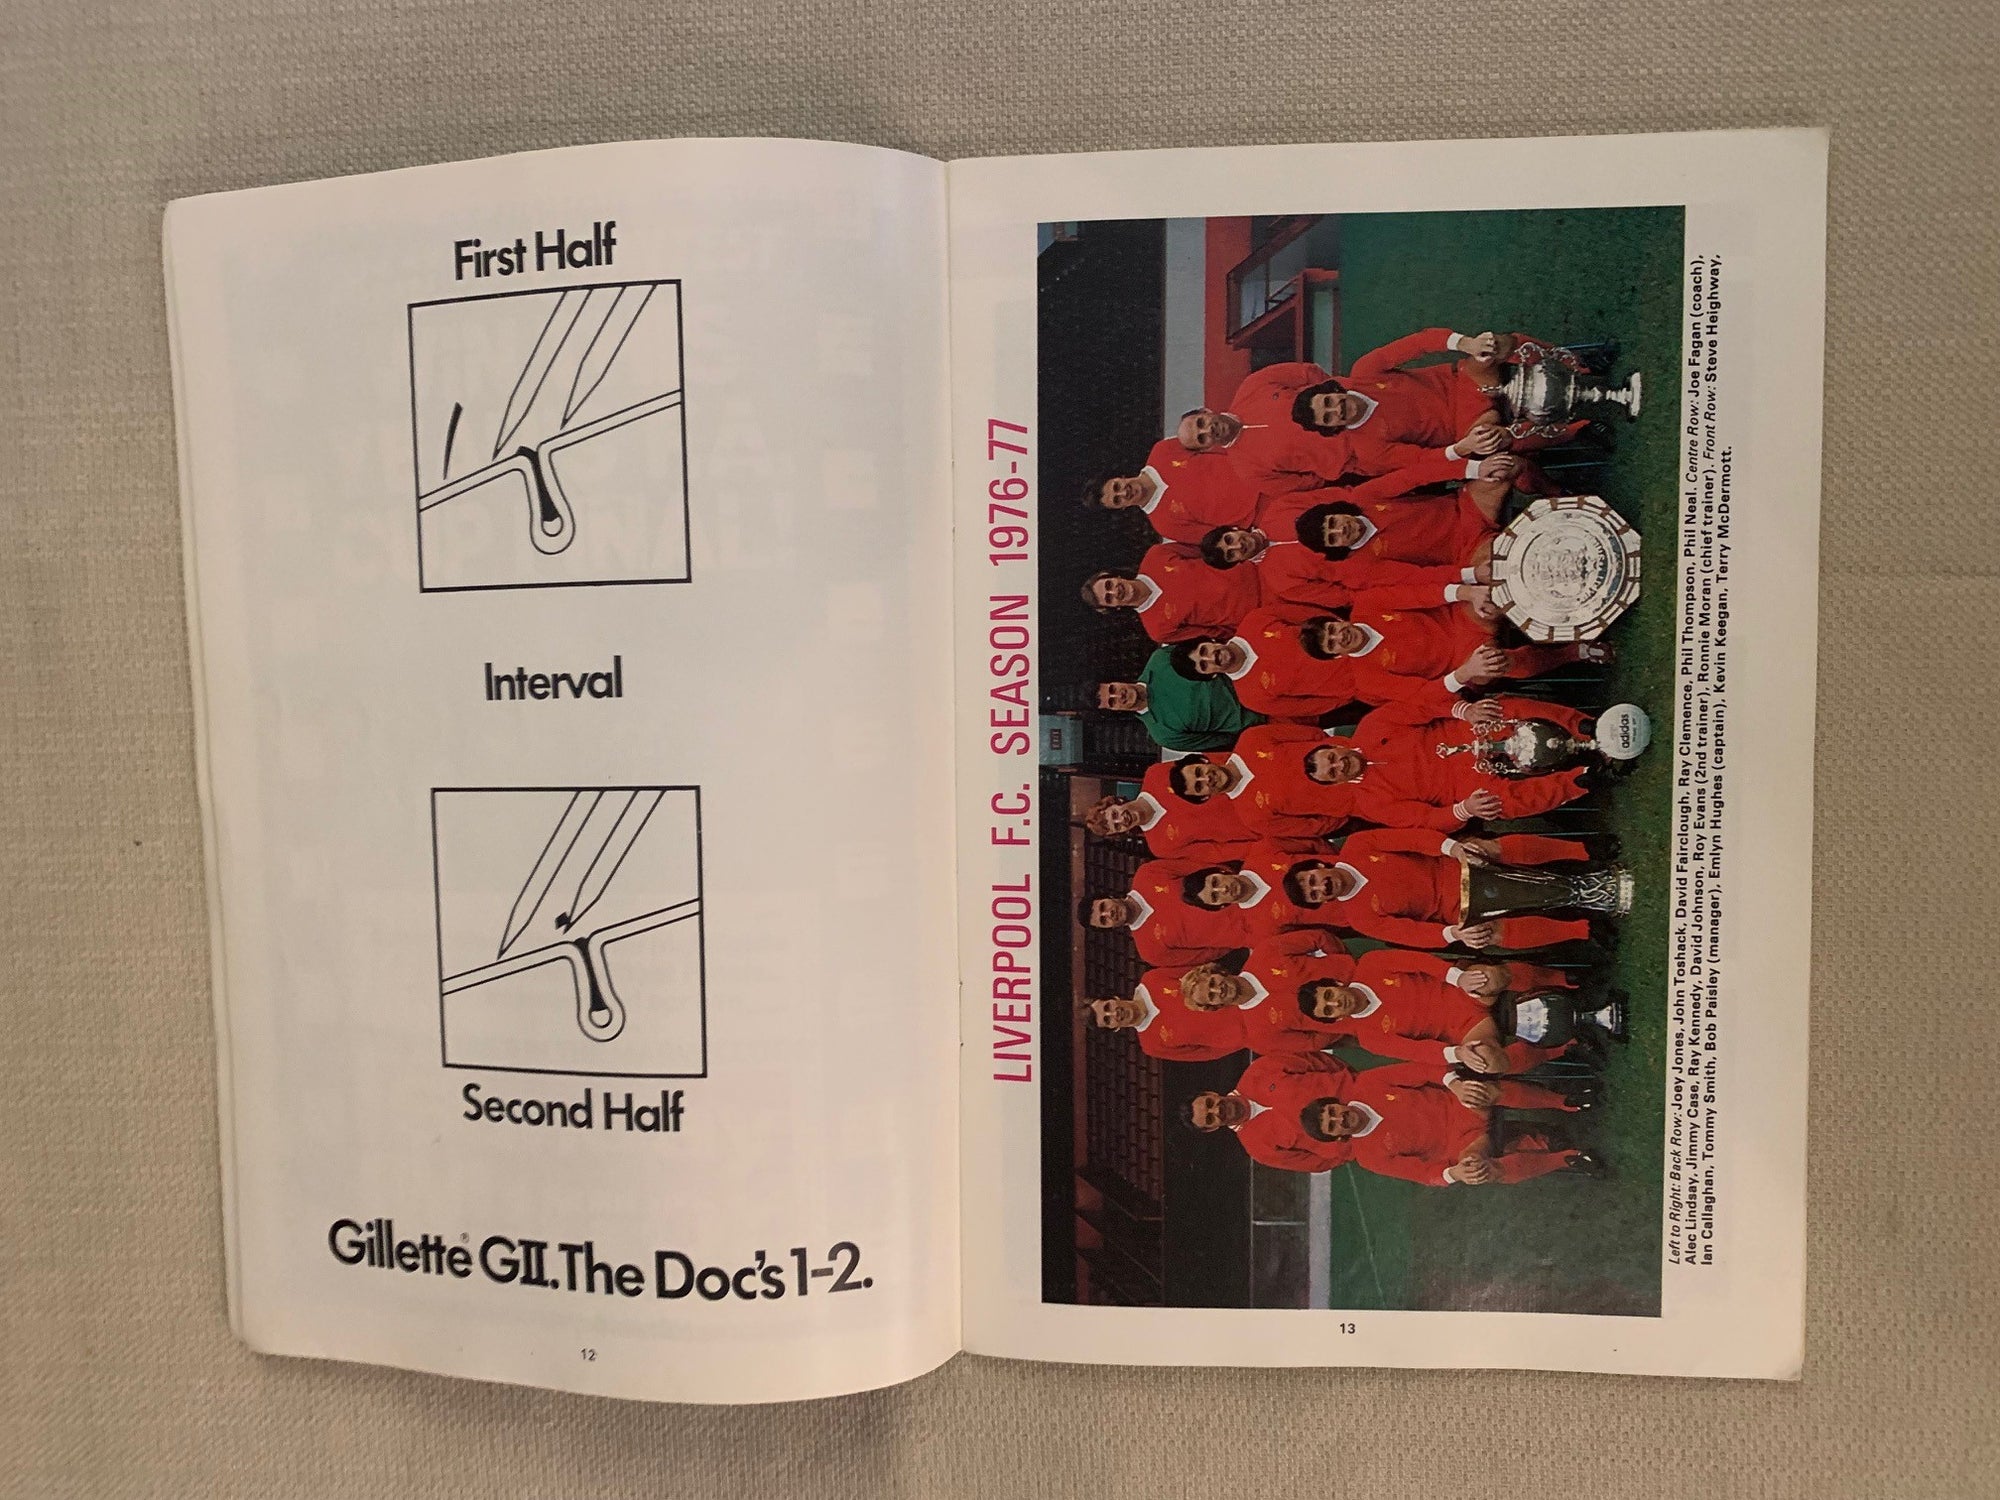 First Half
Interval
Second Half
Gillette® GII. The Doc's 1-2.
12
LIVERPOOL F.C. SEASON 1976-77
adidas
Left to Right: Back Row: Joey Jones, John Toshack, David Fairclough, Ray Clemence, Phil Thompson, Phil Neal. Centre Row: Joe Fagan (coach),
Alec Lindsay, Jimmy Case, Ray Kennedy, David Johnson, Roy Evans (2nd trainer), Ronnie Moran (chief trainer). Front Row: Steve Heighway,
Ian Callaghan, Tommy Smith, Bob Paisley (manager), Emlyn Hughes (captain), Kevin Keegan, Terry McDermott.
13